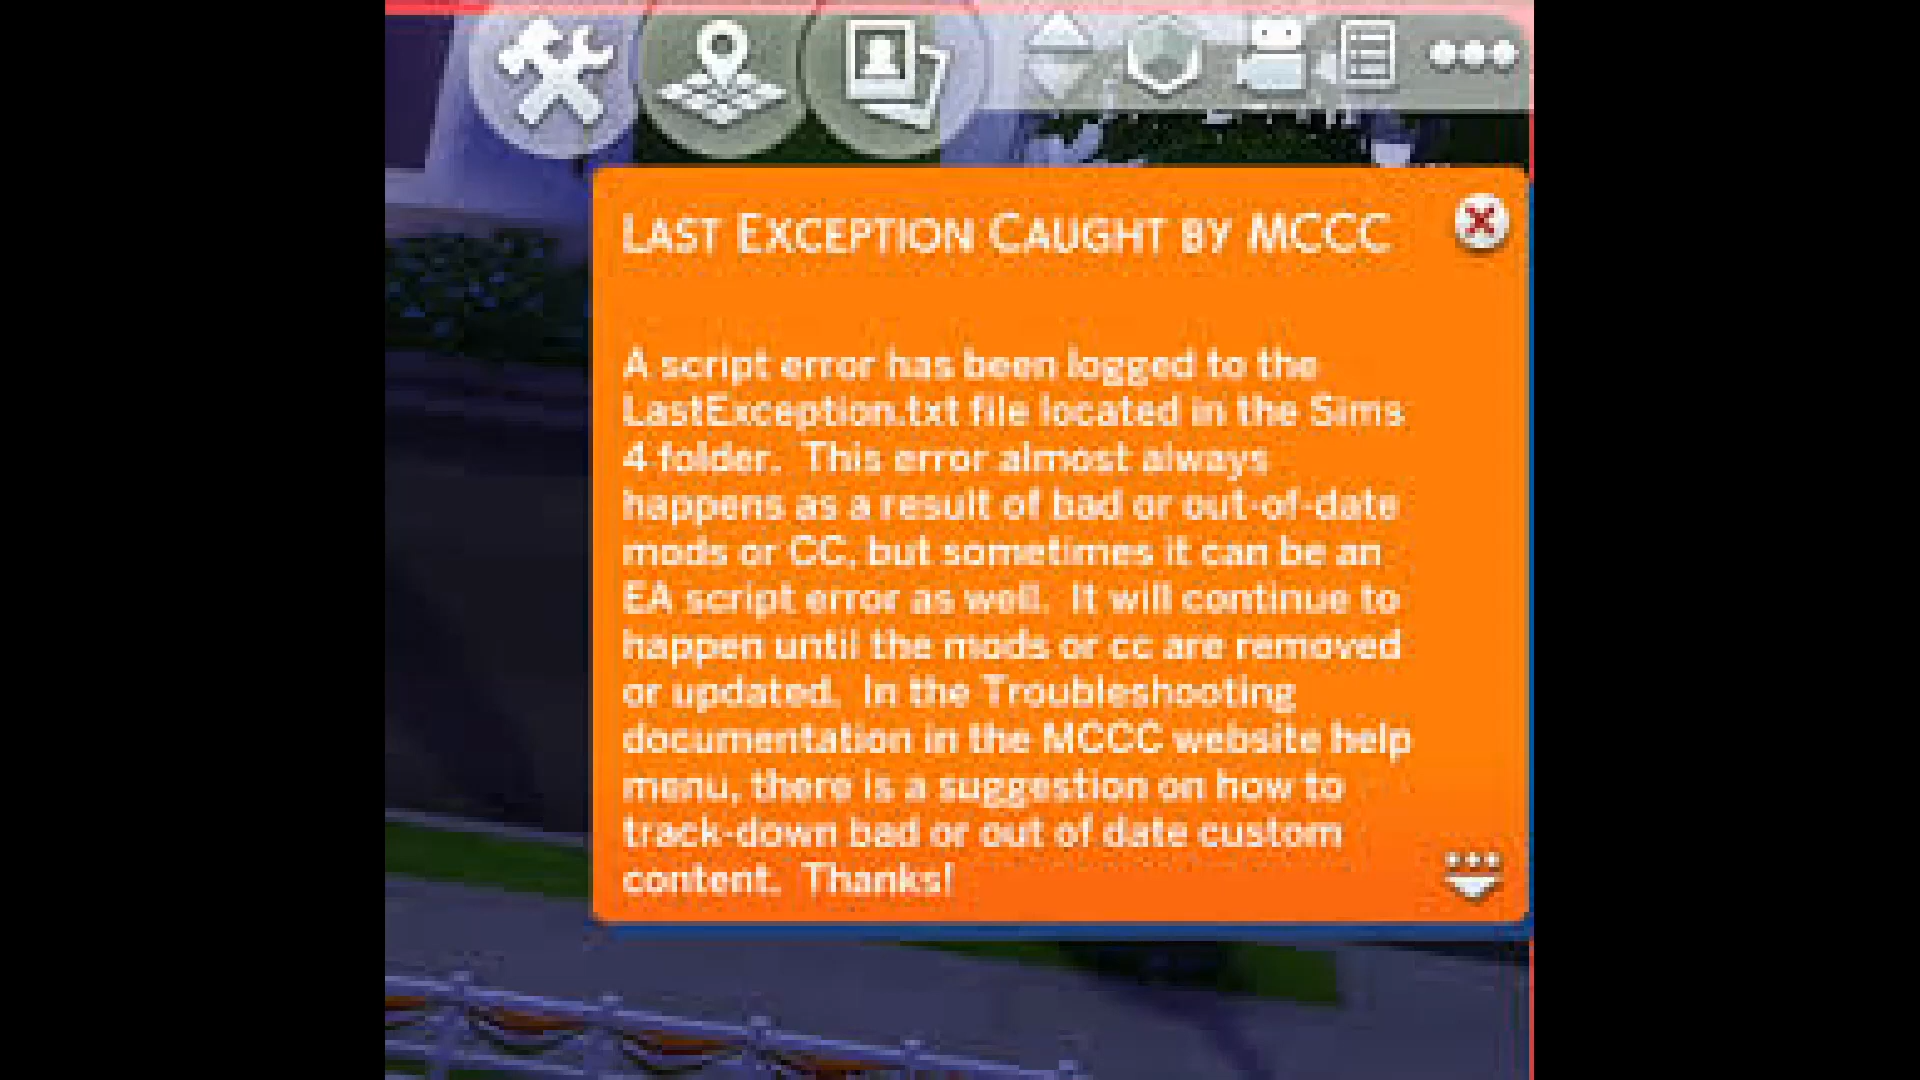 Last Exception Caught by MCCC
A script error has been logged to the
LastException.txt file located in the Sims
4 folder.  This error almost always
happens as a result of bad or out-of-date
mods or CC, but sometimes it can be an
EA script error as well.  It will continue to
happen until the mods or cc are removed
or updated.  In the Troubleshooting
documentation in the MCCC website help
menu, there is a suggestion on how to
track-down bad or out of date custom
content.  Thanks!